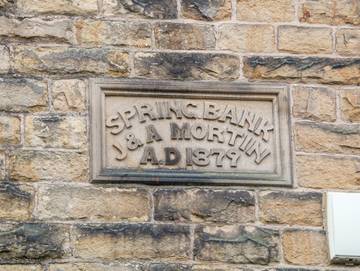 SPRING BANK
J & A MORTIN
A.D 1879